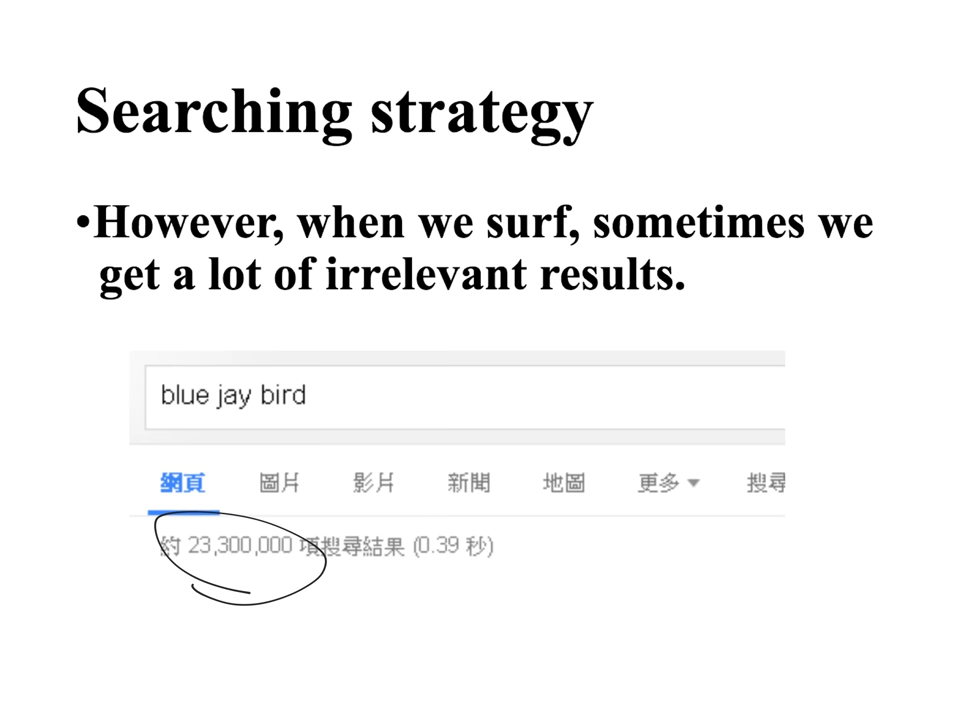 Searching strategy
•However, when we surf, sometimes we
get a lot of irrelevant results.
blue jay bird
網頁 圖片 影片 新聞 地圖 更多 搜尋
約 23,300,000 項搜尋結果 (0.39 秒)